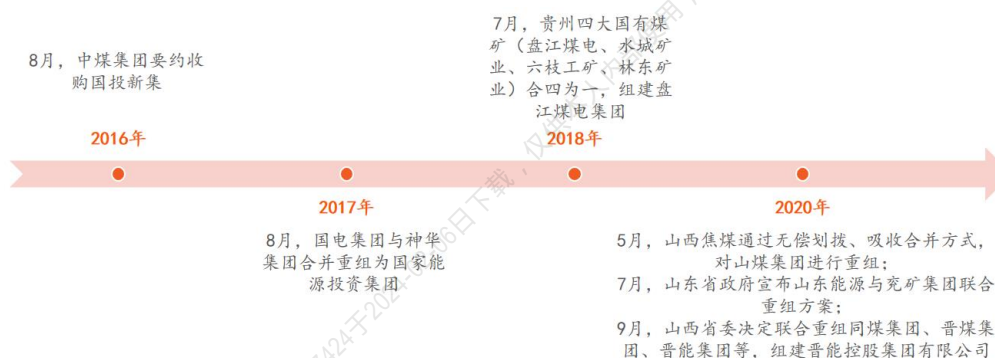 8月，中煤集团要约收
购国投新集
2016年
2017年
8月，国电集团与神华
集团合并重组为国家能
源投资集团
7月，贵州四大国有煤
矿（盘江煤电、水城矿
业、六枝工矿、林东矿
业）合四为一，组建盘
江煤电集团
2018年
2020年
5月，山西焦煤通过无偿划拨、吸收合并方式，
对山煤集团进行重组；
7月，山东省政府宣布山东能源与兖矿集团联合
重组方案；
9月，山西省委决定联合重组同煤集团、晋煤集
团、晋能集团等，组建晋能控股集团有限公司